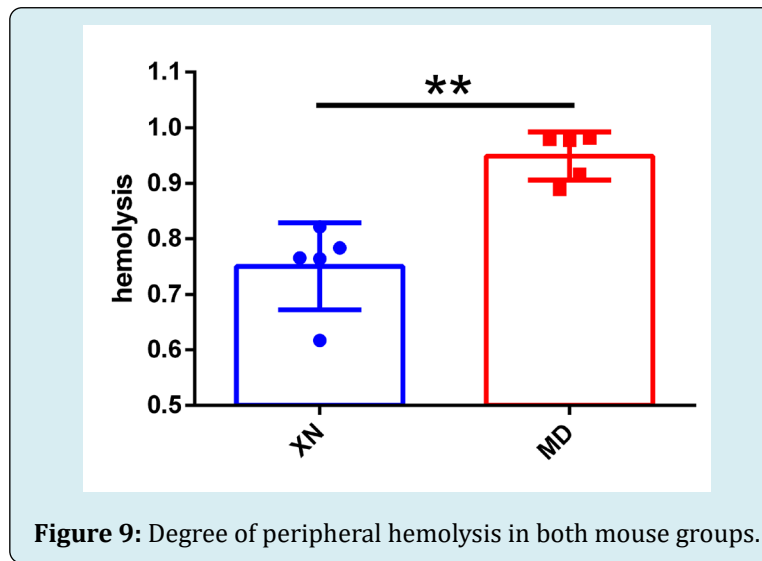 **
1.1
1.0
0.9
0.8
0.7
0.6
0.5
hemolysis
XN
MD
Figure 9: Degree of peripheral hemolysis in both mouse groups.